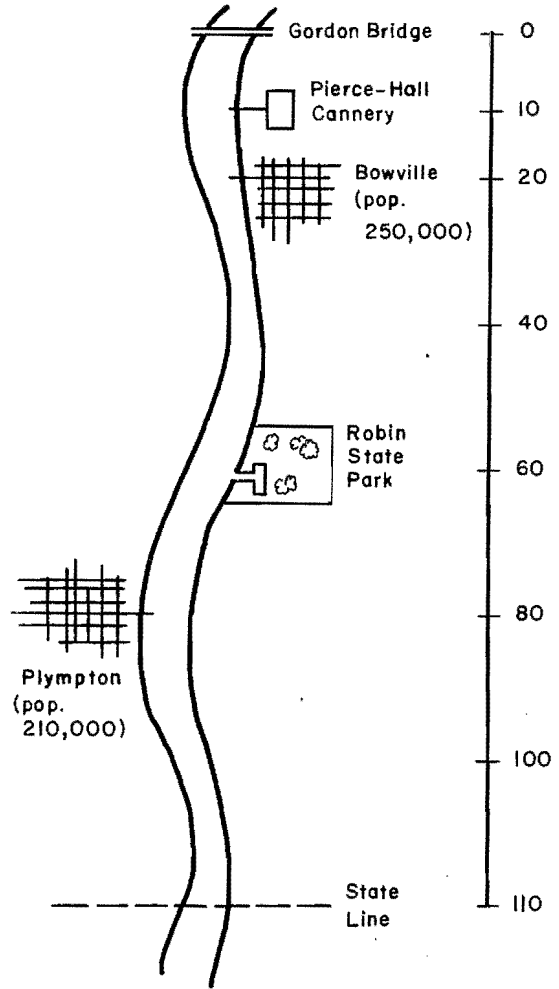 Gordon Bridge
0
Pierce-Hall
Cannery
10
Bowville
(pop.
250,000)
20
40
Robin
State
Park
60
80
Plympton
(pop.
210,000)
100
State
Line
110